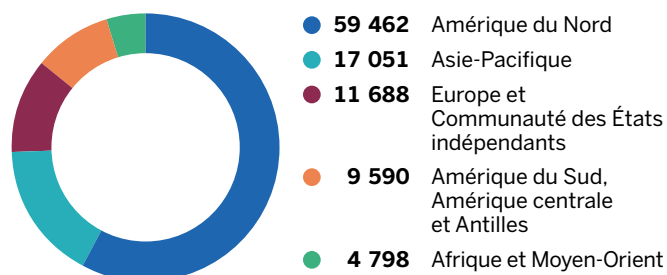 59 462 Amérique du Nord
17 051 Asie-Pacifique
11 688 Europe et
Communauté des États
indépendants
9 590 Amérique du Sud,
Amérique centrale
et Antilles
4 798 Afrique et Moyen-Orient